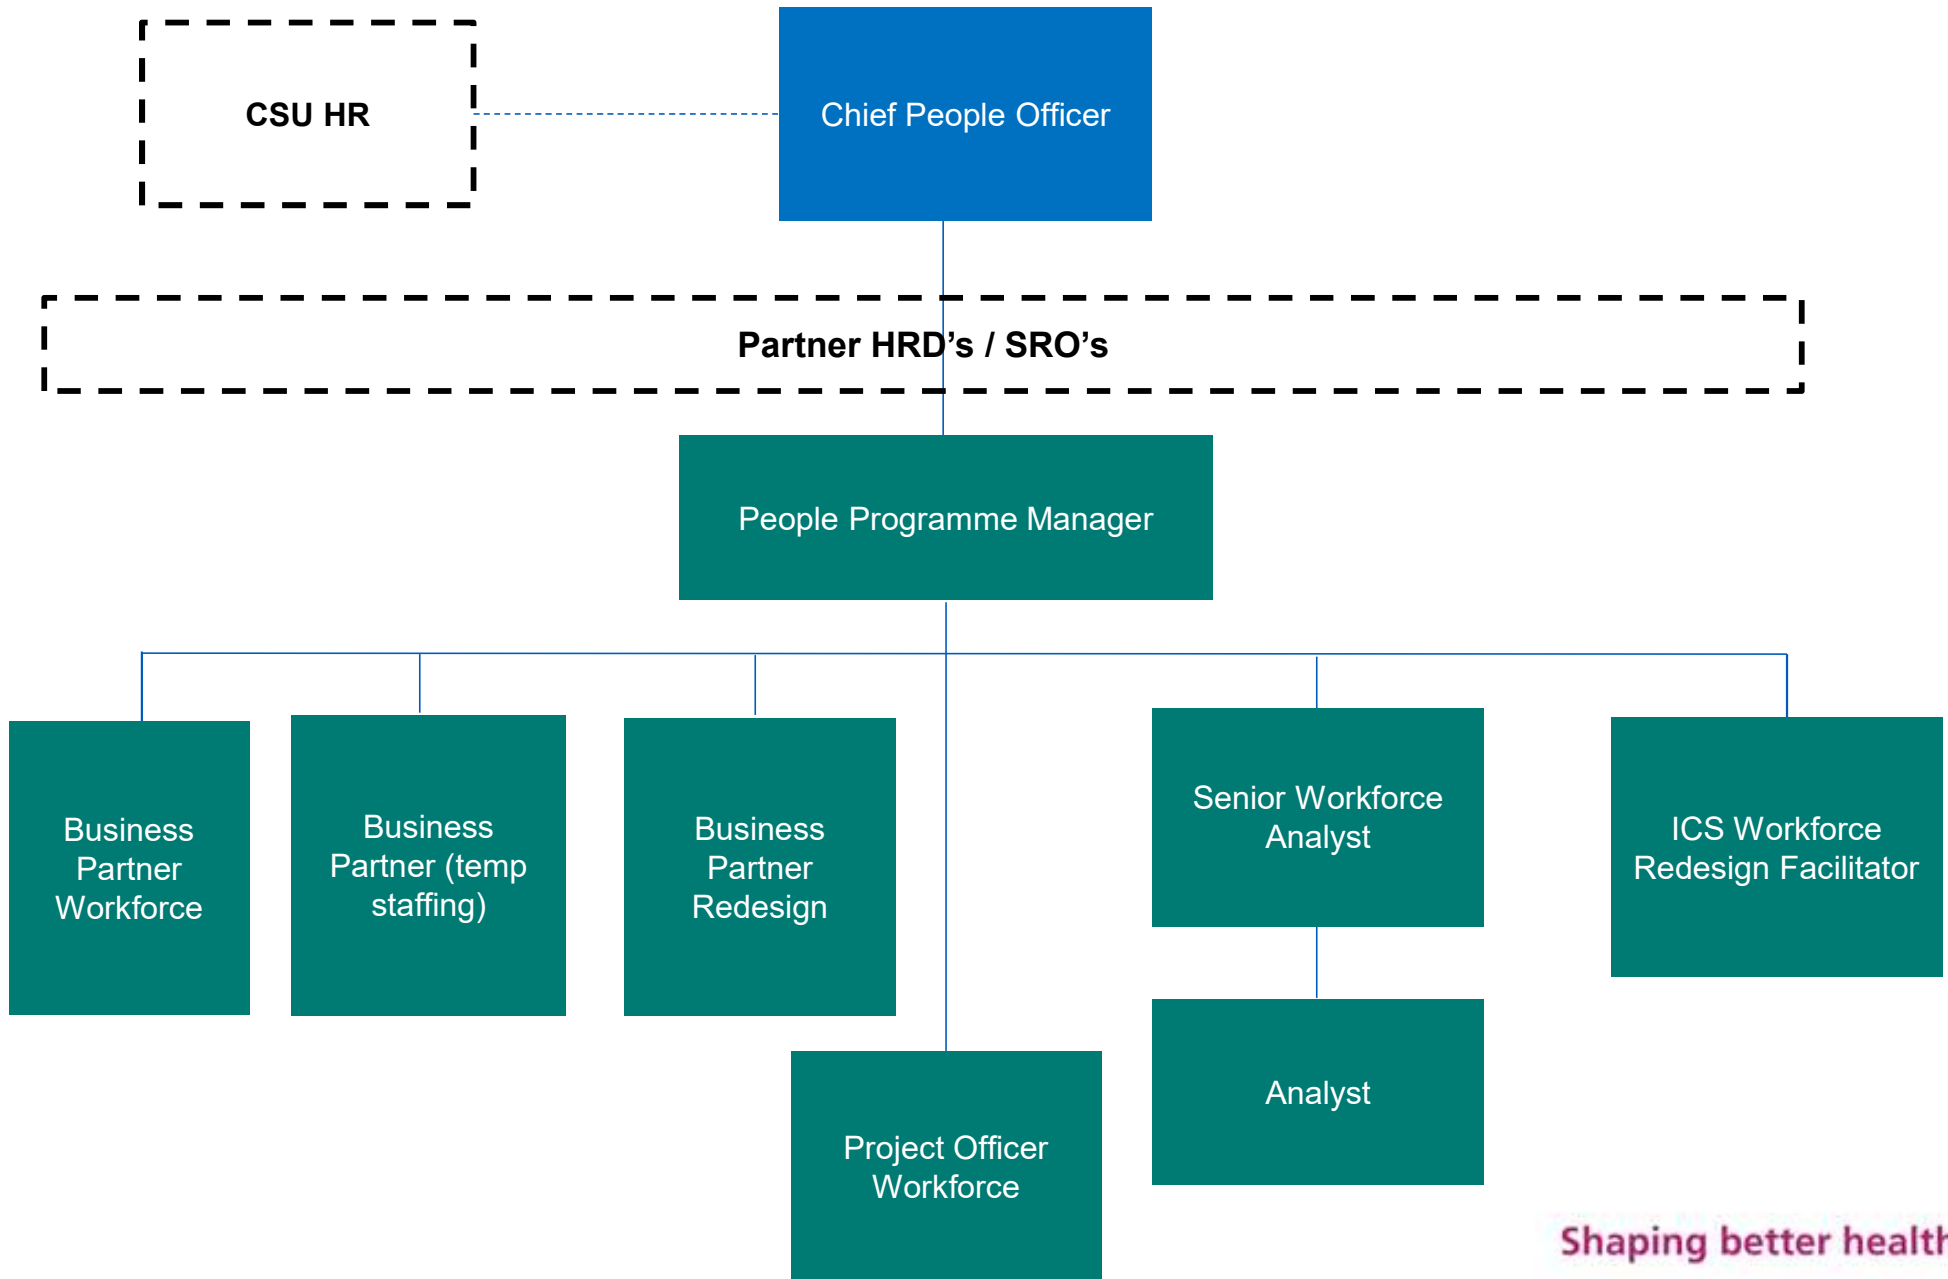 CSU HR
Chief People Officer
Partner HRD’s / SRO’s
People Programme Manager
Business
Partner
Workforce
Business
Partner (temp
staffing)
Business
Partner
Redesign
Senior Workforce
Analyst
ICS Workforce
Redesign Facilitator
Analyst
Project Officer
Workforce
Shaping better health